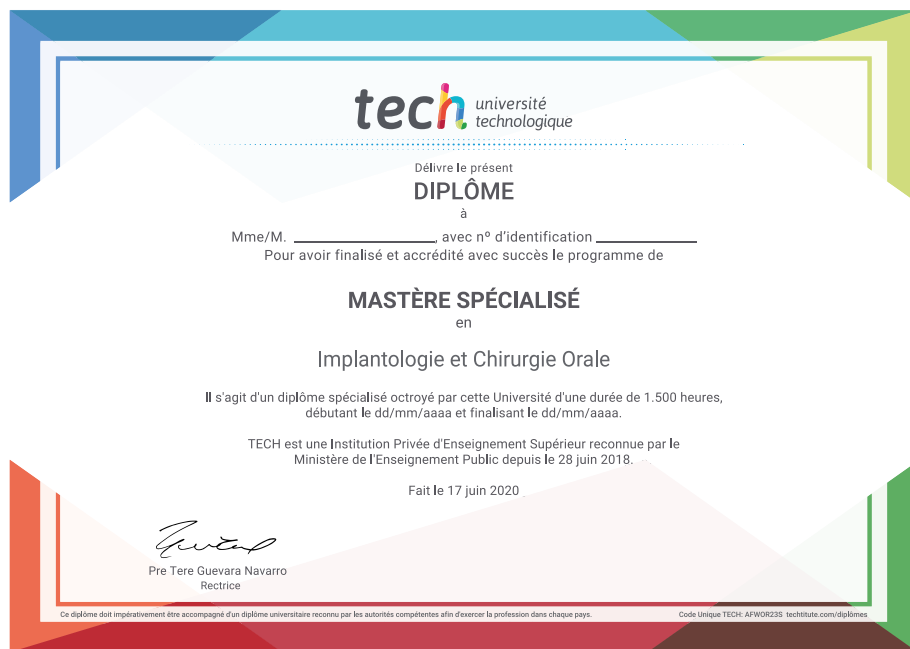 tech université
technologique
Délivre le présent
DIPLÔME
à
Mme/M. ________________, avec nº d'identification ____________
Pour avoir finalisé et accrédité avec succès le programme de
MASTÈRE SPÉCIALISÉ
en
Implantologie et Chirurgie Orale
Il s'agit d'un diplôme spécialisé octroyé par cette Université d'une durée de 1.500 heures,
débutant le dd/mm/aaaa et finalisant le dd/mm/aaaa.
TECH est une Institution Privée d'Enseignement Supérieur reconnue par le
Ministère de l'Enseignement Public depuis le 28 juin 2018.
Fait le 17 juin 2020
Pre Tere Guevara Navarro
Rectrice
Ce diplôme doit impérativement être accompagné d'un diplôme universitaire reconnu par les autorités compétentes afin d'exercer la profession dans chaque pays.
Code Unique TECH: AFWOR23S techtitute.com/diplômes